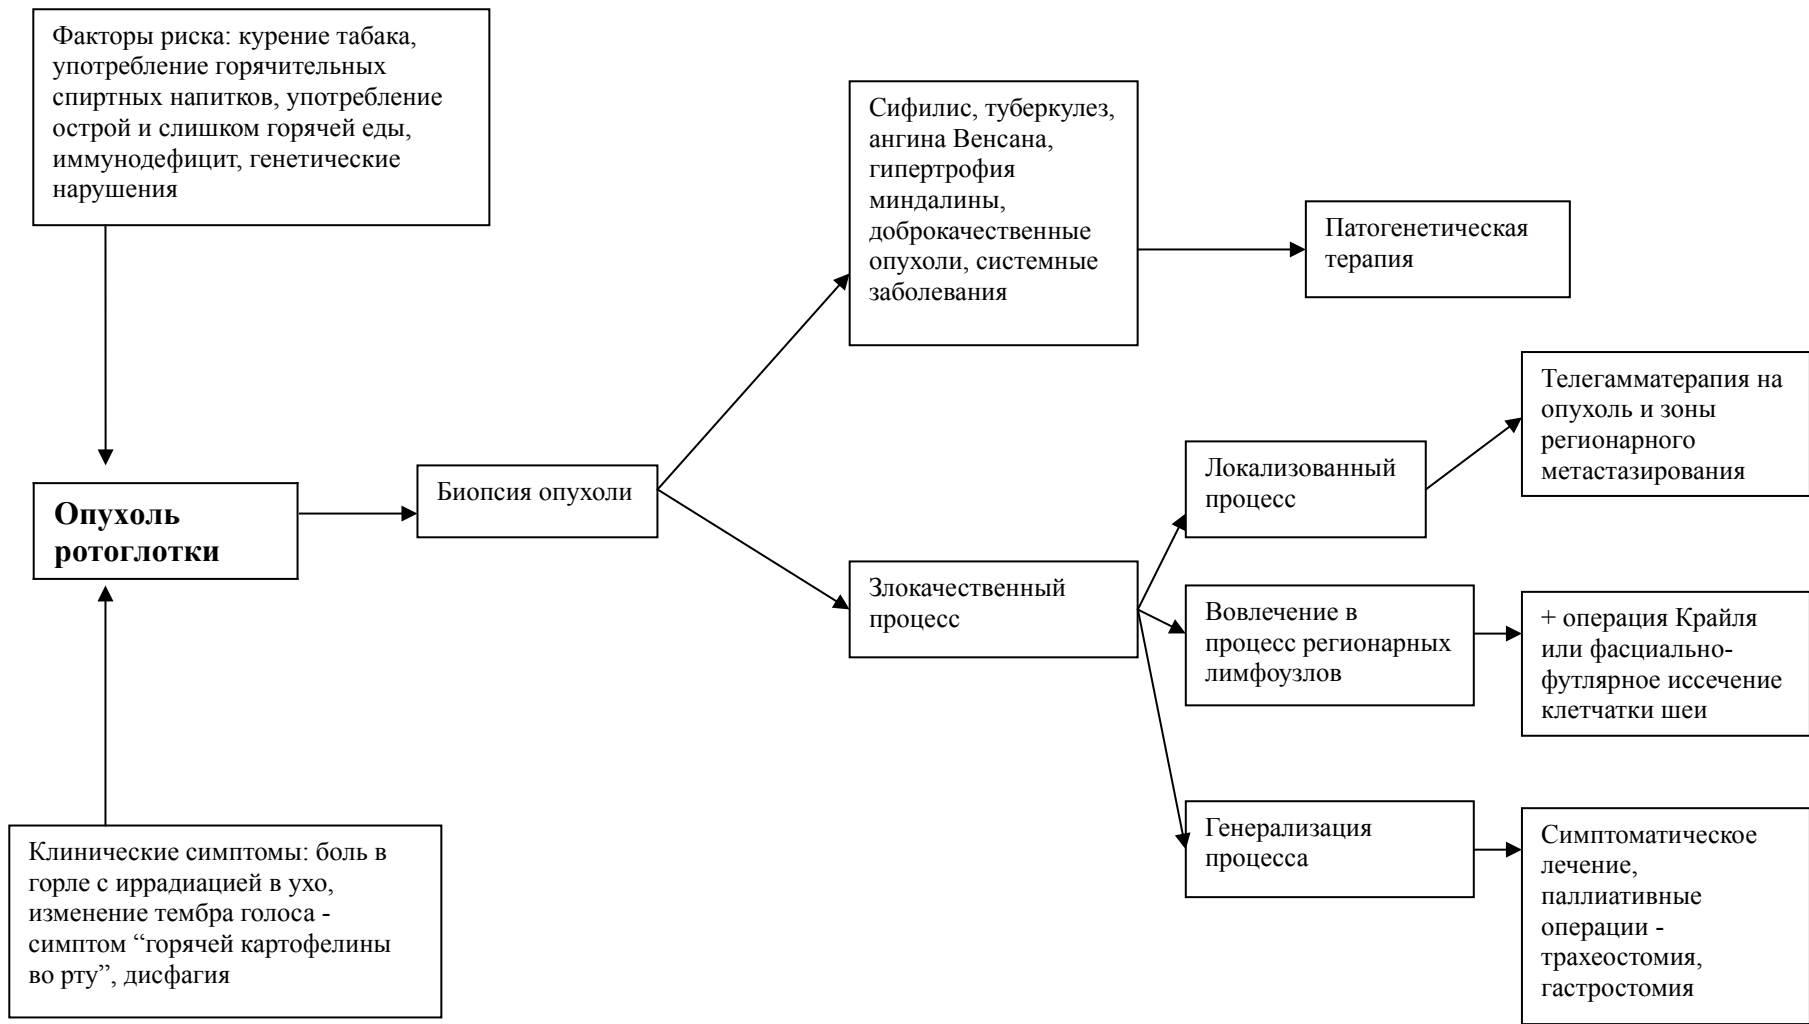 Факторы риска: курение табака,
употребление горячительных
спиртных напитков, употребление
острой и слишком горячей еды,
иммунодефицит, генетические
нарушения
Сифилис, туберкулез,
ангина Венсана,
гипертрофия
миндалины,
доброкачественные
опухоли, системные
заболевания
Патогенетическая
терапия
Телегамматерапия на
опухоль и зоны
регионарного
метастазирования
Локализованный
процесс
Биопсия опухоли
Опухоль
ротоглотки
Злокачественный
процесс
Вовлечение в
процесс регионарных
лимфоузлов
+ операция Крайля
или фасциально-
футлярное иссечение
клетчатки шеи
Генерализация
процесса
Симптоматическое
лечение,
паллиативные
операции -
трахеостомия,
гастростомия
Клинические симптомы: боль в
горле с иррадиацией в ухо,
изменение тембра голоса -
симптом “горячей картофелины
во рту”, дисфагия